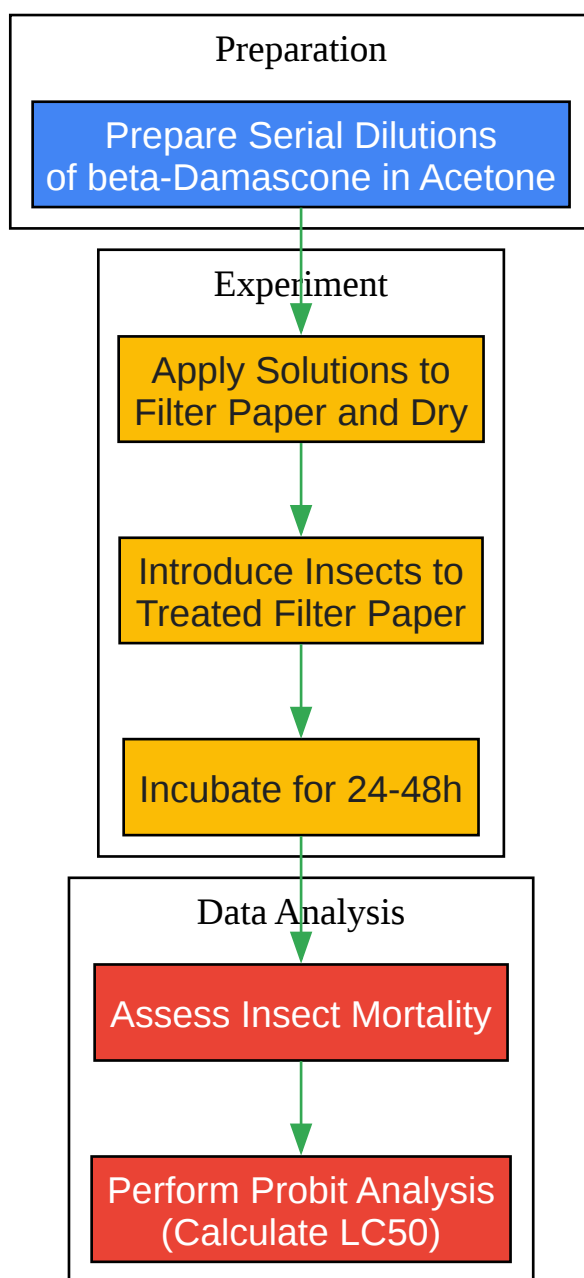 Preparation
Prepare Serial Dilutions
of beta-Damascone in Acetone
Experiment
Apply Solutions to
Filter Paper and Dry
Introduce Insects to
Treated Filter Paper
Incubate for 24-48h
Data Analysis
Assess Insect Mortality
Perform Probit Analysis
(Calculate LC50)